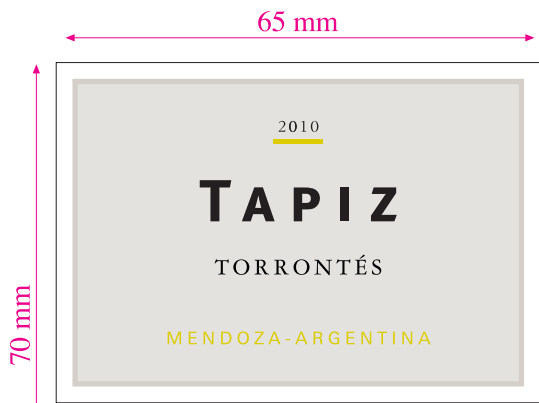 65 mm
70 mm
2010
TAPIZ
TORRONTÉS
MENDOZA-ARGENTINA